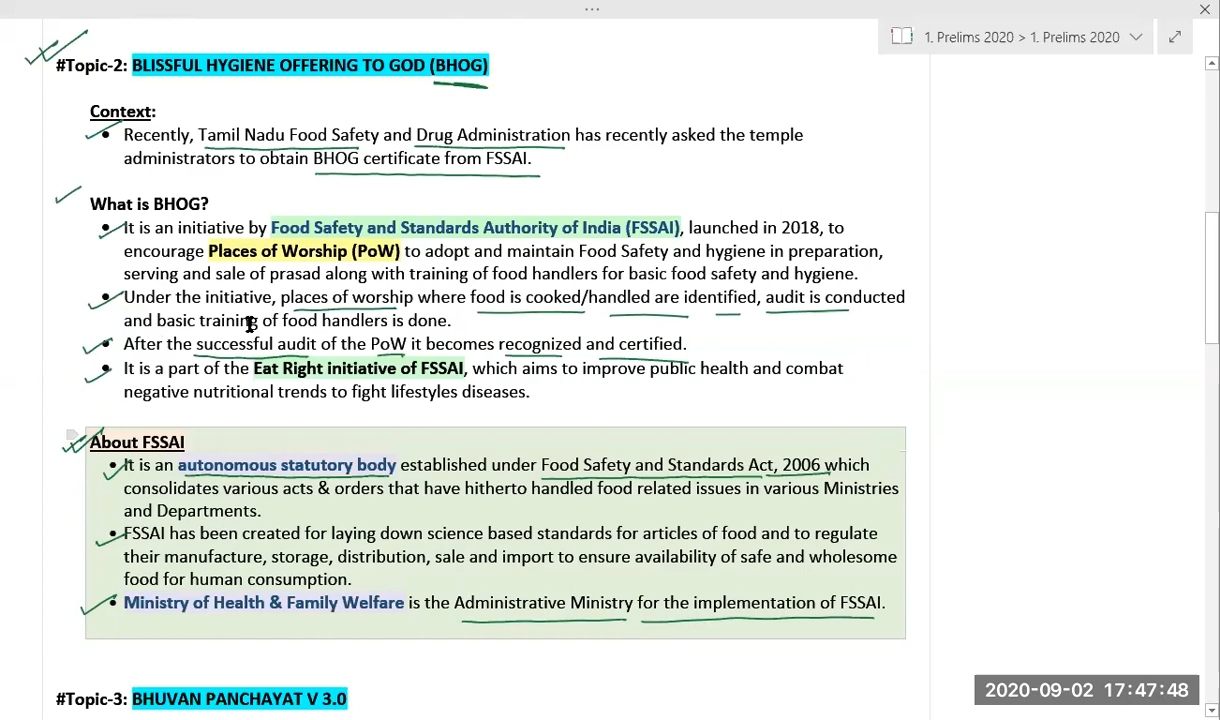 1. Prelims 2020 > 1. Prelims 2020
#Topic-2: BLISSFUL HYGIENE OFFERING TO GOD (BHOG)
Context:
• Recently, Tamil Nadu Food Safety and Drug Administration has recently asked the temple
administrators to obtain BHOG certificate from FSSAI.
What is BHOG?
• It is an initiative by Food Safety and Standards Authority of India (FSSAI), launched in 2018, to
encourage Places of Worship (PoW) to adopt and maintain Food Safety and hygiene in preparation,
serving and sale of prasad along with training of food handlers for basic food safety and hygiene.
• Under the initiative, places of worship where food is cooked/handled are identified, audit is conducted
and basic training of food handlers is done.
• After the successful audit of the PoW it becomes recognized and certified.
• It is a part of the Eat Right initiative of FSSAI, which aims to improve public health and combat
negative nutritional trends to fight lifestyles diseases.
About FSSAI
• It is an autonomous statutory body established under Food Safety and Standards Act, 2006 which
consolidates various acts & orders that have hitherto handled food related issues in various Ministries
and Departments.
• FSSAI has been created for laying down science based standards for articles of food and to regulate
their manufacture, storage, distribution, sale and import to ensure availability of safe and wholesome
food for human consumption.
• Ministry of Health & Family Welfare is the Administrative Ministry for the implementation of FSSAI.
#Topic-3: BHUVAN PANCHAYAT V 3.0
2020-09-02 17:47:48